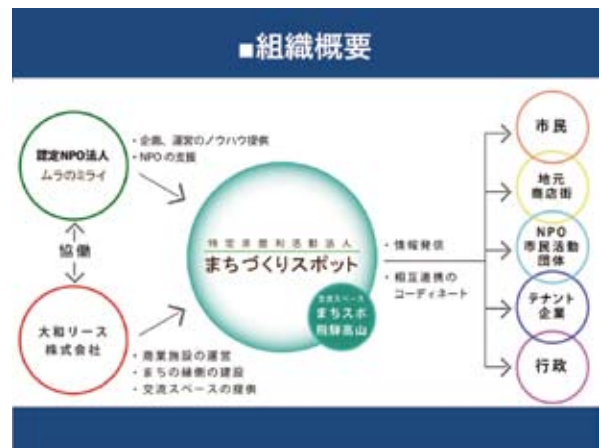 ■組織概要
認定NPO法人
ムラのミライ
・企画、運営のノウハウ提供
・NPOの支援
協働
大和リース
株式会社
・商業施設の運営
・まちの縁側の建設
・交流スペースの提供
特定非営利活動法人
まちづくりスポット
交流スペース
まちスポ
飛騨高山
・情報発信
・相互連携の
コーディネート
市民
地元
商店街
NPO
市民活動
団体
テナント
企業
行政